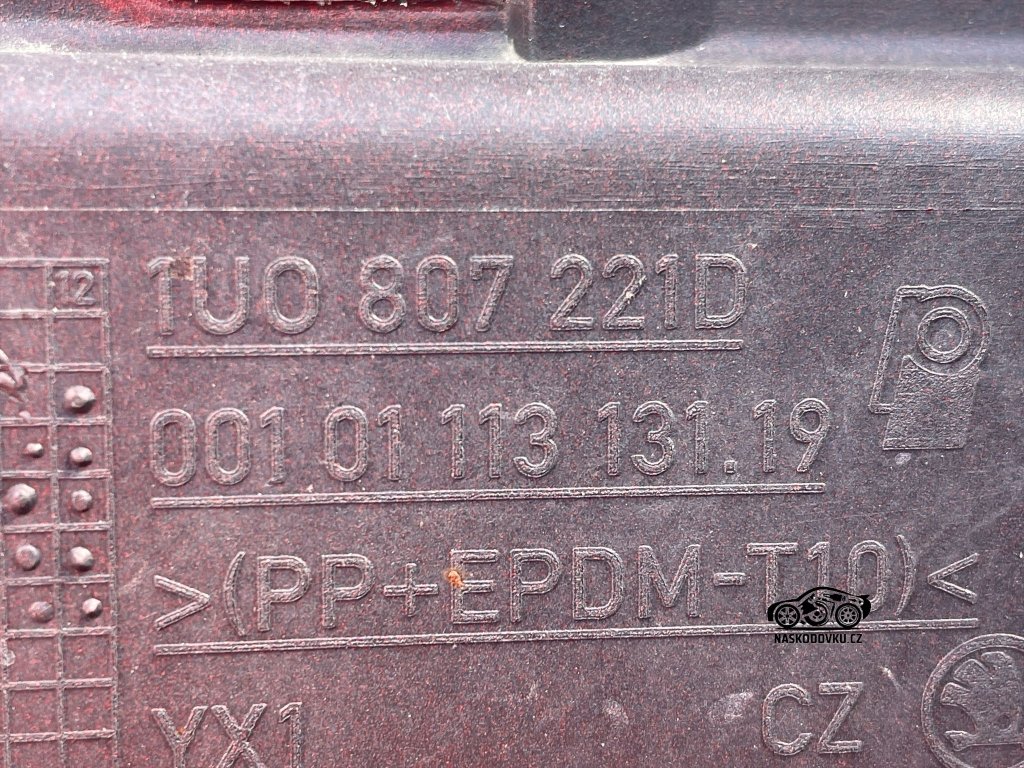 12
1U0 807 221D
001 01 113 131.19
>(PP+EPDM-T10)<
NASKODOVKU.CZ
YX1 CZ